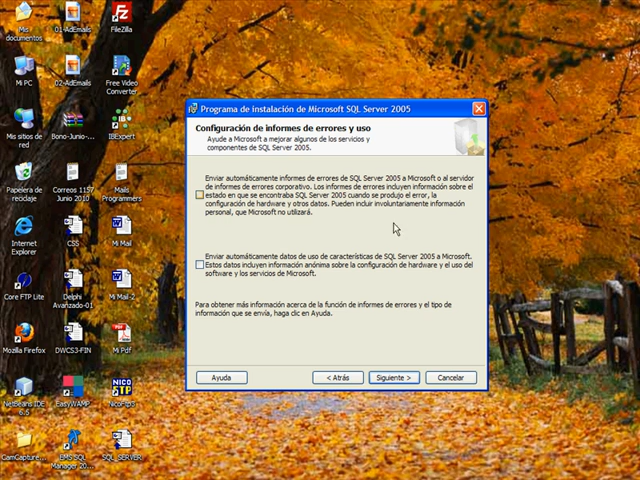 Mis documentos
01-AdEmails
FileZilla
Mi PC
02-AdEmails
Free Video Converter
Mis sitios de red
Bono-Junio-...
IBExpert
Papelera de reciclaje
Correos 1157 Junio 2010
Mails Programmers
Internet Explorer
CSS
Mi Mail
Core FTP Lite
Delphi Avanzado-01
Mi Mail-2
Mozilla Firefox
DWCS3-FIN
Mi Pdf
NetBeans IDE 6.5
EasyWAMP
CamCapture...
EMS SQL Manager 20...
SQL_SERVER
Programa de instalación de Microsoft SQL Server 2005
Configuración de informes de errores y uso
Ayude a Microsoft a mejorar algunos de los servicios y
componentes de SQL Server 2005.
Enviar automáticamente informes de errores de SQL Server 2005 a Microsoft o al servidor
de informes de errores corporativo. Los informes de errores incluyen información sobre el
estado en que se encontraba SQL Server 2005 cuando se produjo el error, la
configuración de hardware y otros datos. Pueden incluir involuntariamente información
personal, que Microsoft no utilizará.
Enviar automáticamente datos de uso de características de SQL Server 2005 a Microsoft.
Estos datos incluyen información anónima sobre la configuración de hardware y el uso del
software y los servicios de Microsoft.
Para obtener más información acerca de la función de informes de errores y el tipo de
información que se envía, haga clic en Ayuda.
Ayuda
< Atrás
Siguiente >
Cancelar